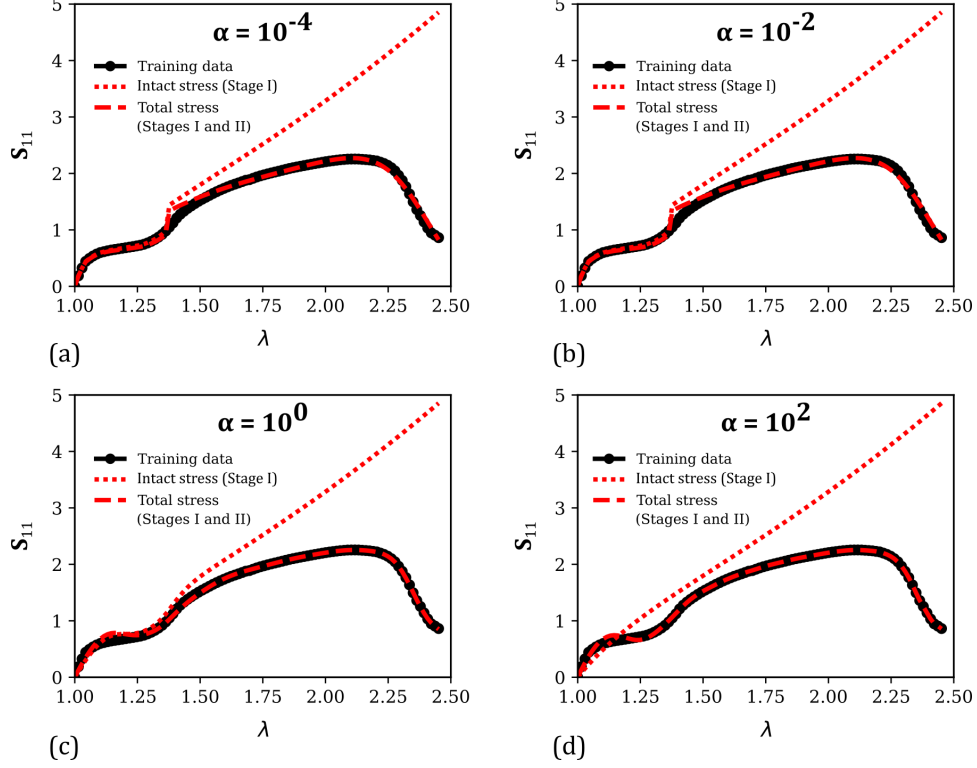 α = 10^-4
Training data
Intact stress (Stage I)
Total stress
(Stages I and II)
S11
5
4
3
2
1
0
1.00 1.25 1.50 1.75 2.00 2.25 2.50
λ
(a)
α = 10^-2
Training data
Intact stress (Stage I)
Total stress
(Stages I and II)
S11
5
4
3
2
1
0
1.00 1.25 1.50 1.75 2.00 2.25 2.50
λ
(b)
α = 10^0
Training data
Intact stress (Stage I)
Total stress
(Stages I and II)
S11
5
4
3
2
1
0
1.00 1.25 1.50 1.75 2.00 2.25 2.50
λ
(c)
α = 10^2
Training data
Intact stress (Stage I)
Total stress
(Stages I and II)
S11
5
4
3
2
1
0
1.00 1.25 1.50 1.75 2.00 2.25 2.50
λ
(d)